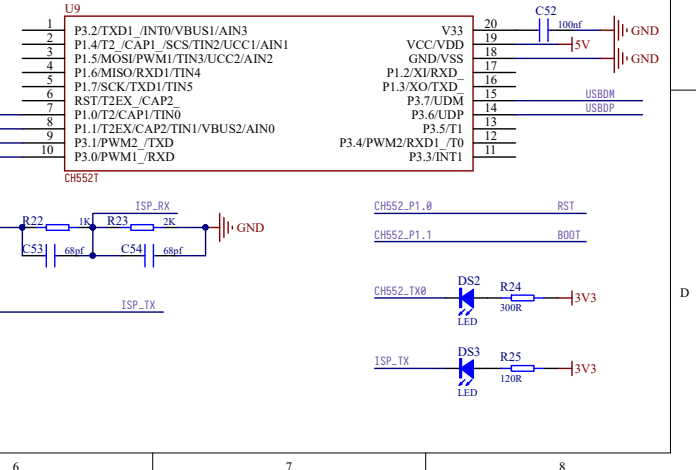 U9
C52
100nf
GND
1 P3.2/TXD1_/INT0/VBUS1/AIN3 V33 20
2 P1.4/T2_/CAP1_/SCS/TIN2/UCC1/AIN1 VCC/VDD 19 5V
3 P1.5/MOSI/PWM1/TIN3/UCC2/AIN2 GND/VSS 18 GND
4 P1.6/MISO/RXD1/TIN4 P1.2/XI/RXD_ 17
5 P1.7/SCK/TXD1/TIN5 P1.3/XO/TXD_ 16
6 RST/T2EX_/CAP2_ P3.7/UDM 15 USBDM
7 P1.0/T2/CAP1/TIN0 P3.6/UDP 14 USBDP
8 P1.1/T2EX/CAP2/TIN1/VBUS2/AIN0 P3.5/T1 13
9 P3.1/PWM2_/TXD P3.4/PWM2/RXD1_/T0 12
10 P3.0/PWM1_/RXD P3.3/INT1 11
CH552T
ISP_RX
R22 1K R23 2K
GND
C53 68pf C54 68pf
ISP_TX
CH552_P1.0 RST
CH552_P1.1 BOOT
CH552_TX0 DS2 R24 3V3
LED 300R
ISP_TX DS3 R25 3V3
LED 120R
D
6 7 8